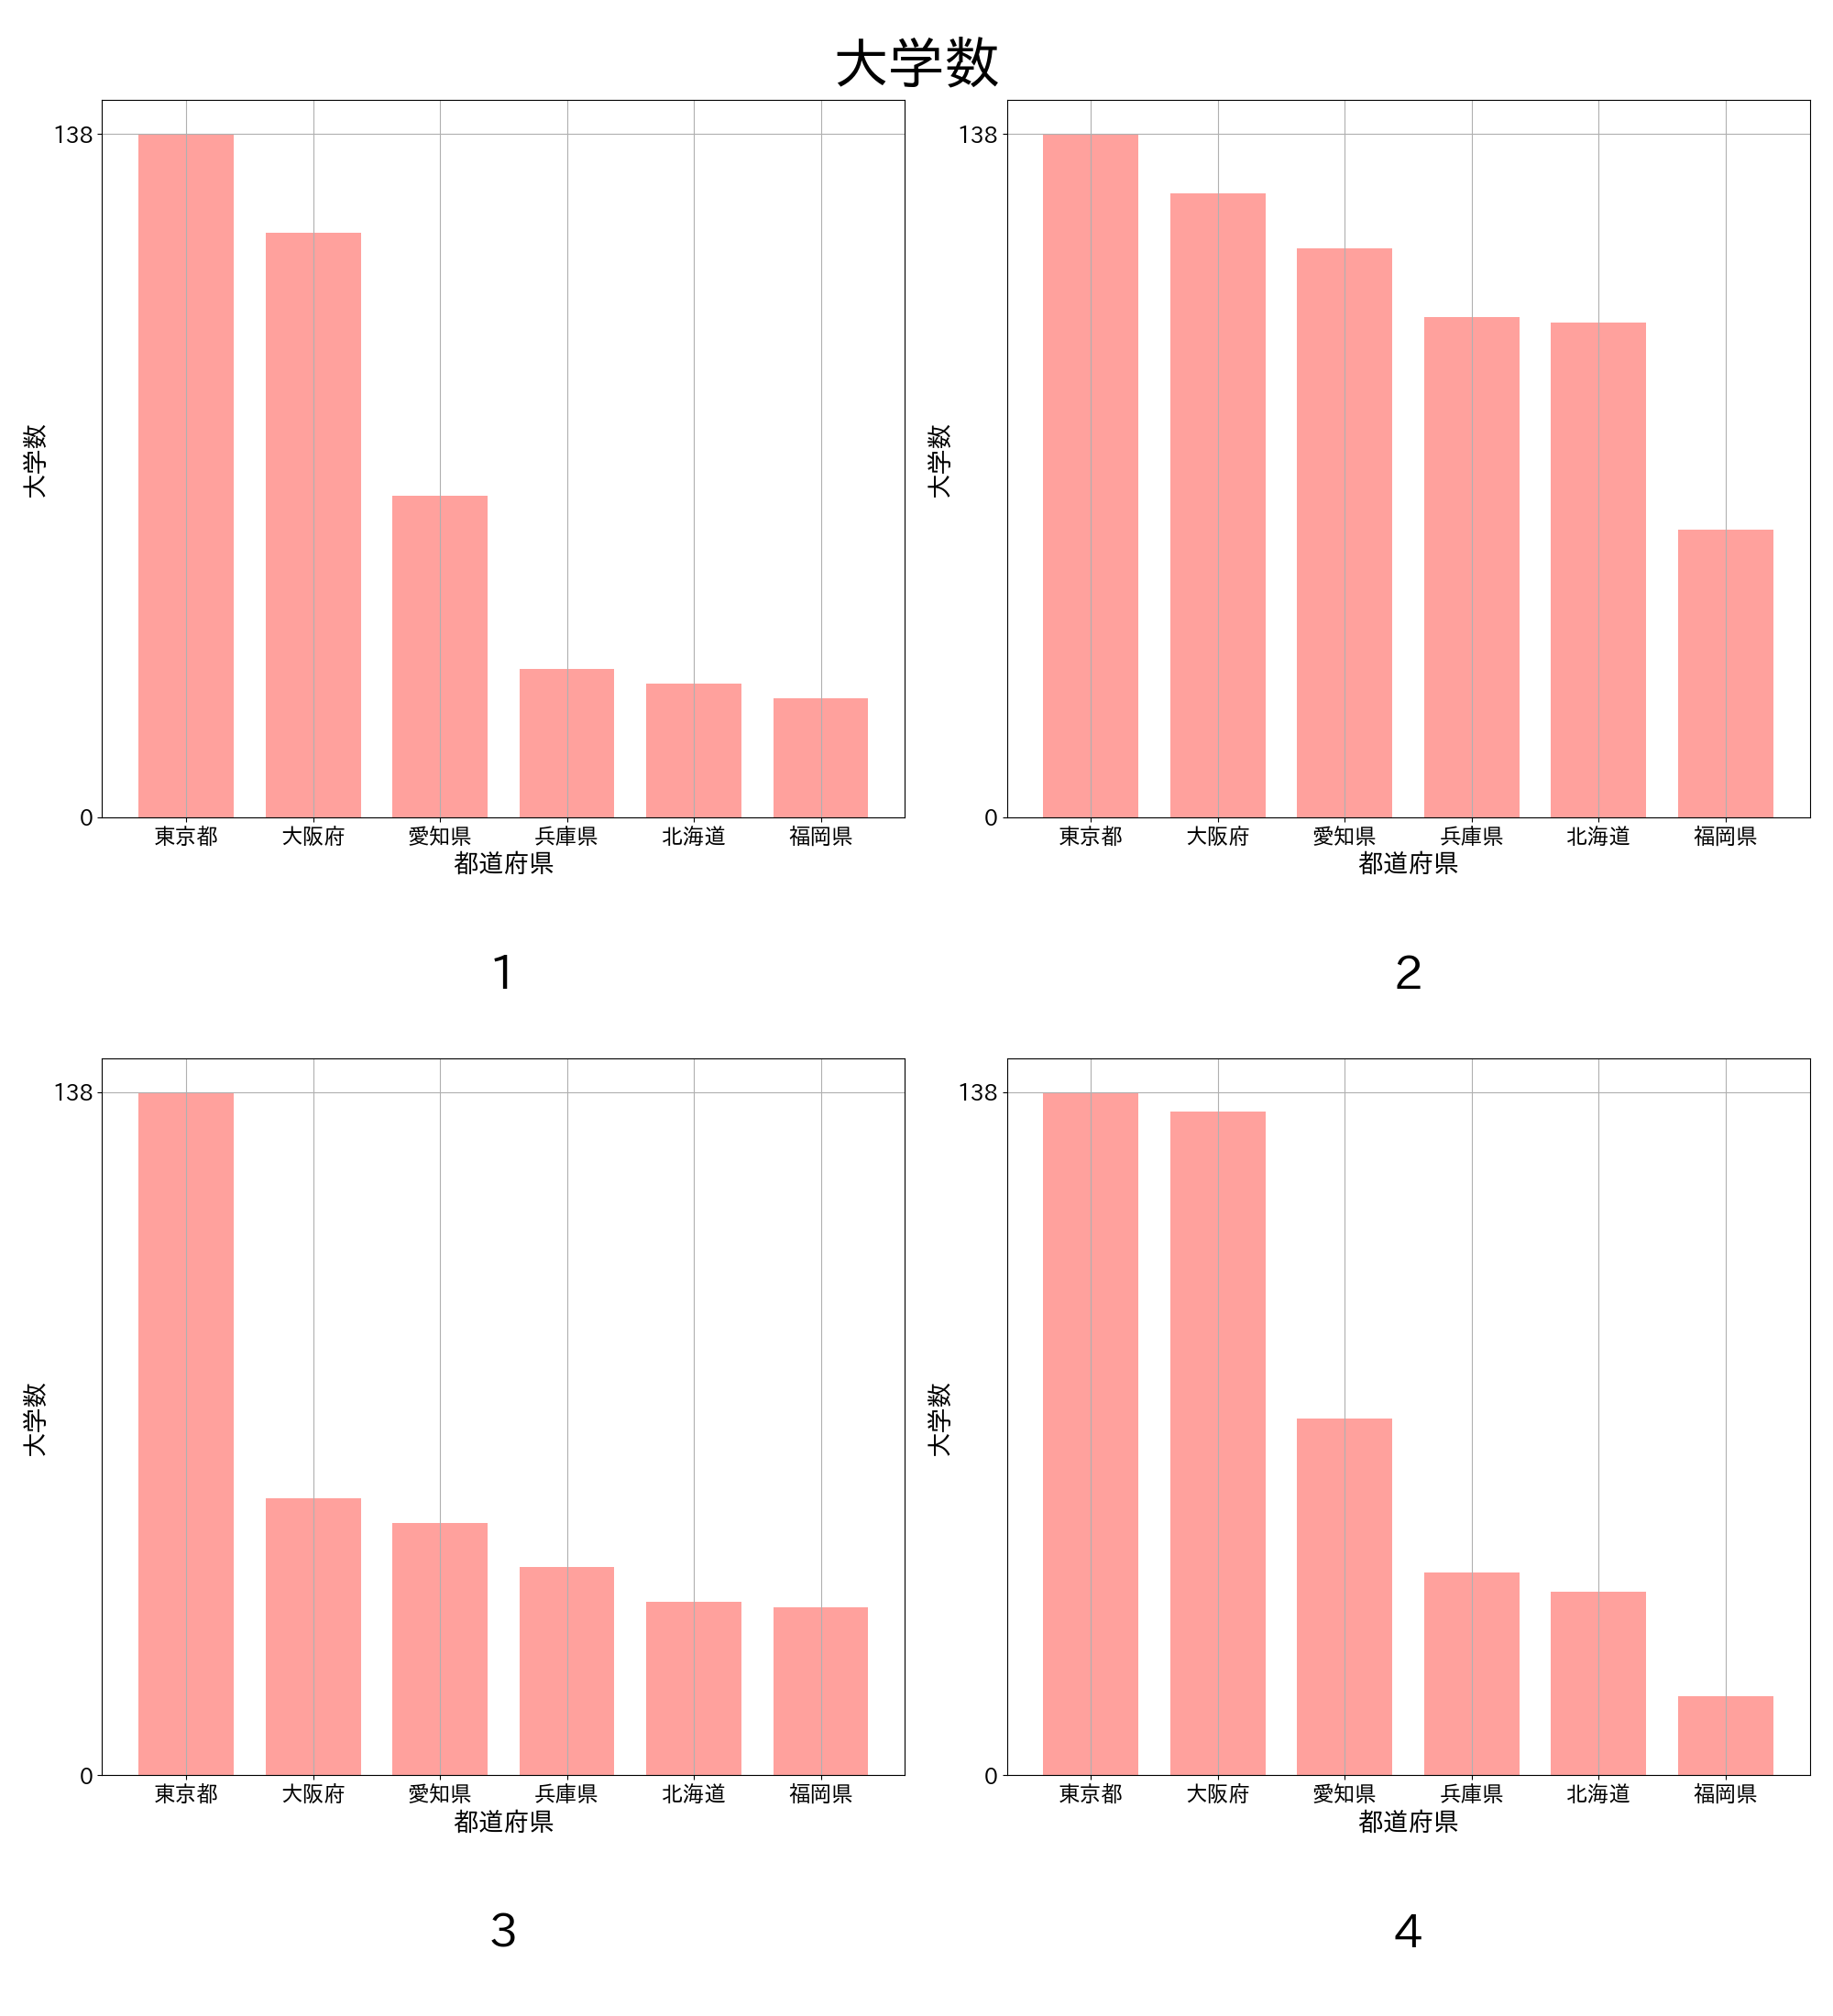 大学数
138
0
大学数
東京都 大阪府 愛知県 兵庫県 北海道 福岡県
都道府県
1
138
0
大学数
東京都 大阪府 愛知県 兵庫県 北海道 福岡県
都道府県
2
138
0
大学数
東京都 大阪府 愛知県 兵庫県 北海道 福岡県
都道府県
3
138
0
大学数
東京都 大阪府 愛知県 兵庫県 北海道 福岡県
都道府県
4